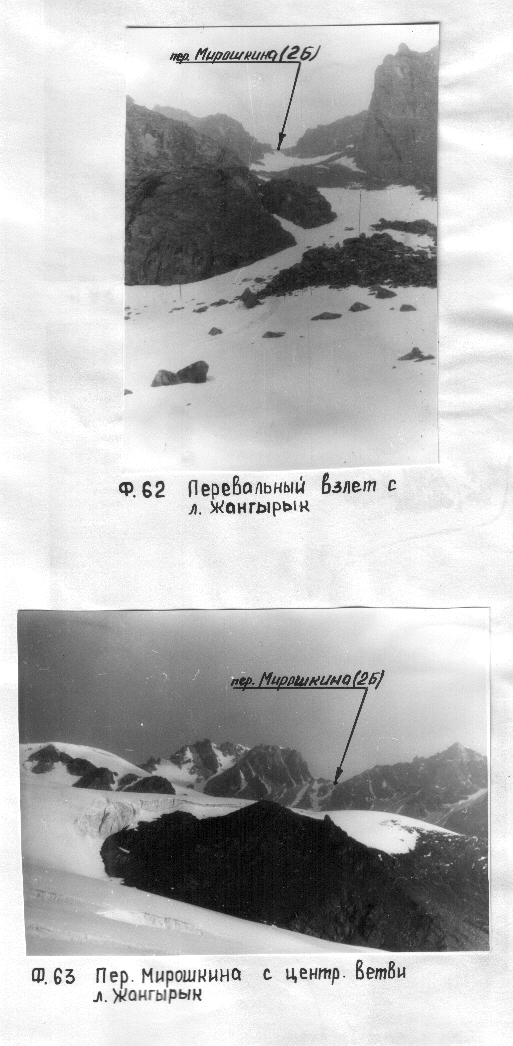 пер. Мирошкина (2Б)
Ф.62 Перевальный взлет с
л. Жангырык
пер. Мирошкина (2Б)
Ф.63 Пер. Мирошкина с центр. ветви
л. Жангырык